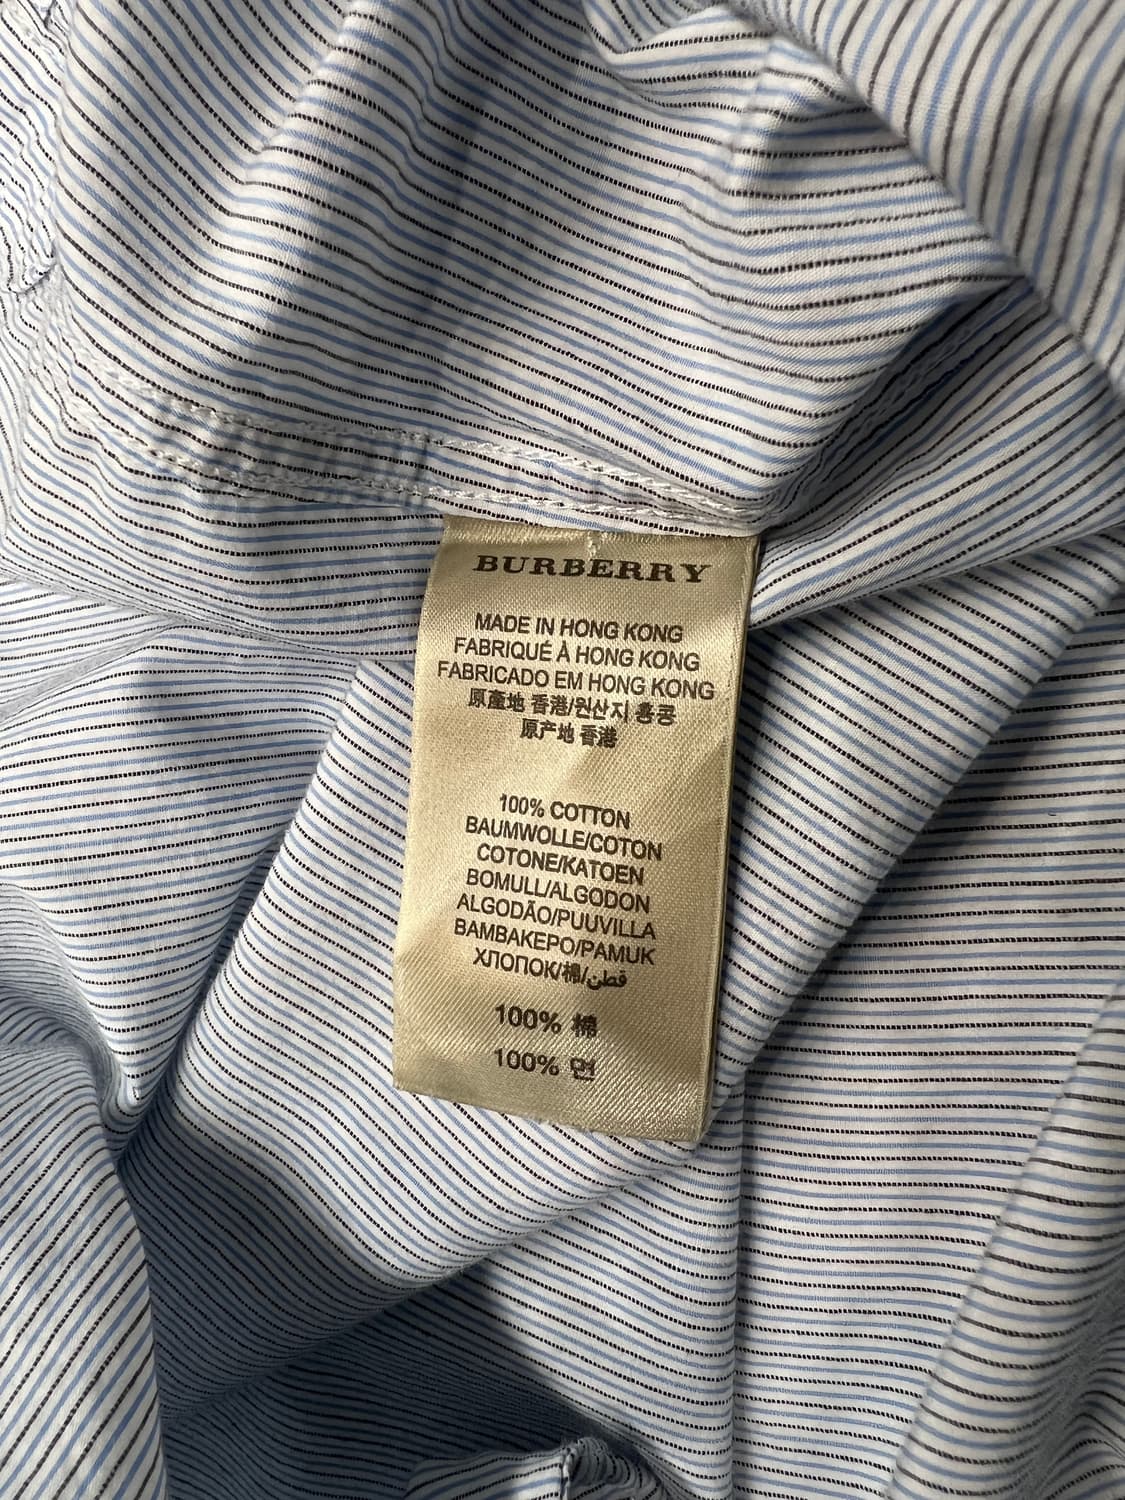 BURBERRY
MADE IN HONG KONG
FABRIQUÉ À HONG KONG
FABRICADO EM HONG KONG
原產地 香港/원산지 홍콩
原产地 香港
100% COTTON
BAUMWOLLE/COTON
COTONE/KATOEN
BOMULL/ALGODON
ALGODÃO/PUUVILLA
BAMBAKEPO/PAMUK
ХЛОПОК/棉/قطن
100% 棉
100% 면